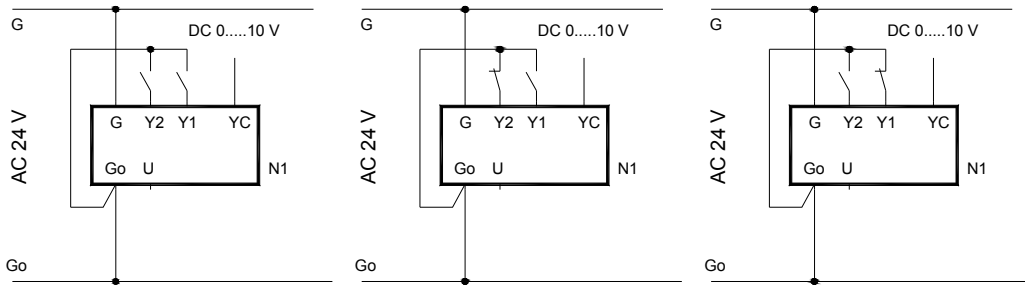 G DC 0.....10 V G DC 0.....10 V G DC 0.....10 V
AC 24 V AC 24 V AC 24 V
G Y2 Y1 YC G Y2 Y1 YC G Y2 Y1 YC
Go U N1 Go U N1 Go U N1
Go Go Go